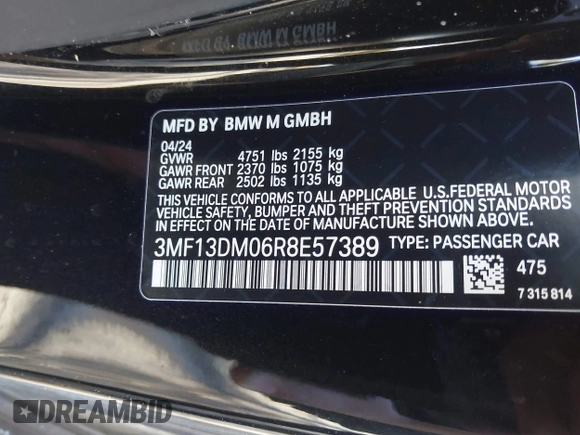 MFD BY BMW M GMBH
04/24
GVWR 4751 lbs 2155 kg
GAWR FRONT 2370 lbs 1075 kg
GAWR REAR 2502 lbs 1135 kg
THIS VEHICLE CONFORMS TO ALL APPLICABLE U.S.FEDERAL MOTOR
VEHICLE SAFETY, BUMPER AND THEFT PREVENTION STANDARDS
IN EFFECT ON THE DATE OF MANUFACTURE SHOWN ABOVE.
3MF13DM06R8E57389 TYPE: PASSENGER CAR
475
7 315 814
DREAMBID